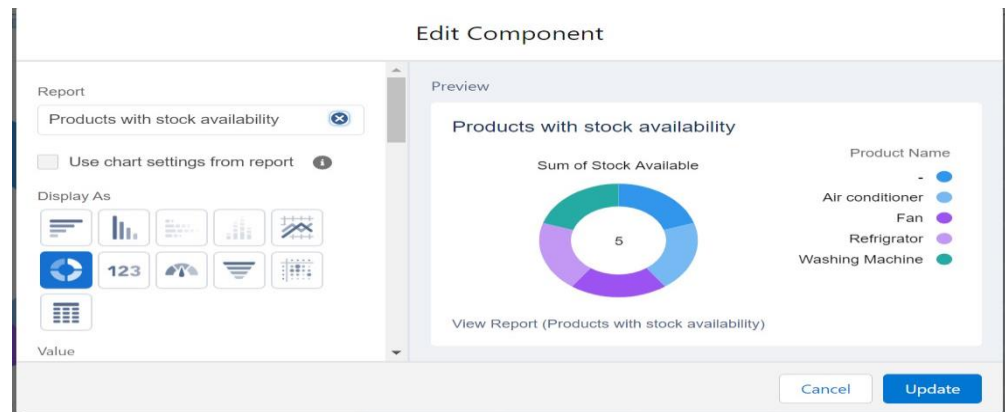 Edit Component
Report
Products with stock availability
Use chart settings from report
Display As
123
Value
Preview
Products with stock availability
Sum of Stock Available
5
Product Name
-
Air conditioner
Fan
Refrigrator
Washing Machine
View Report (Products with stock availability)
Cancel
Update